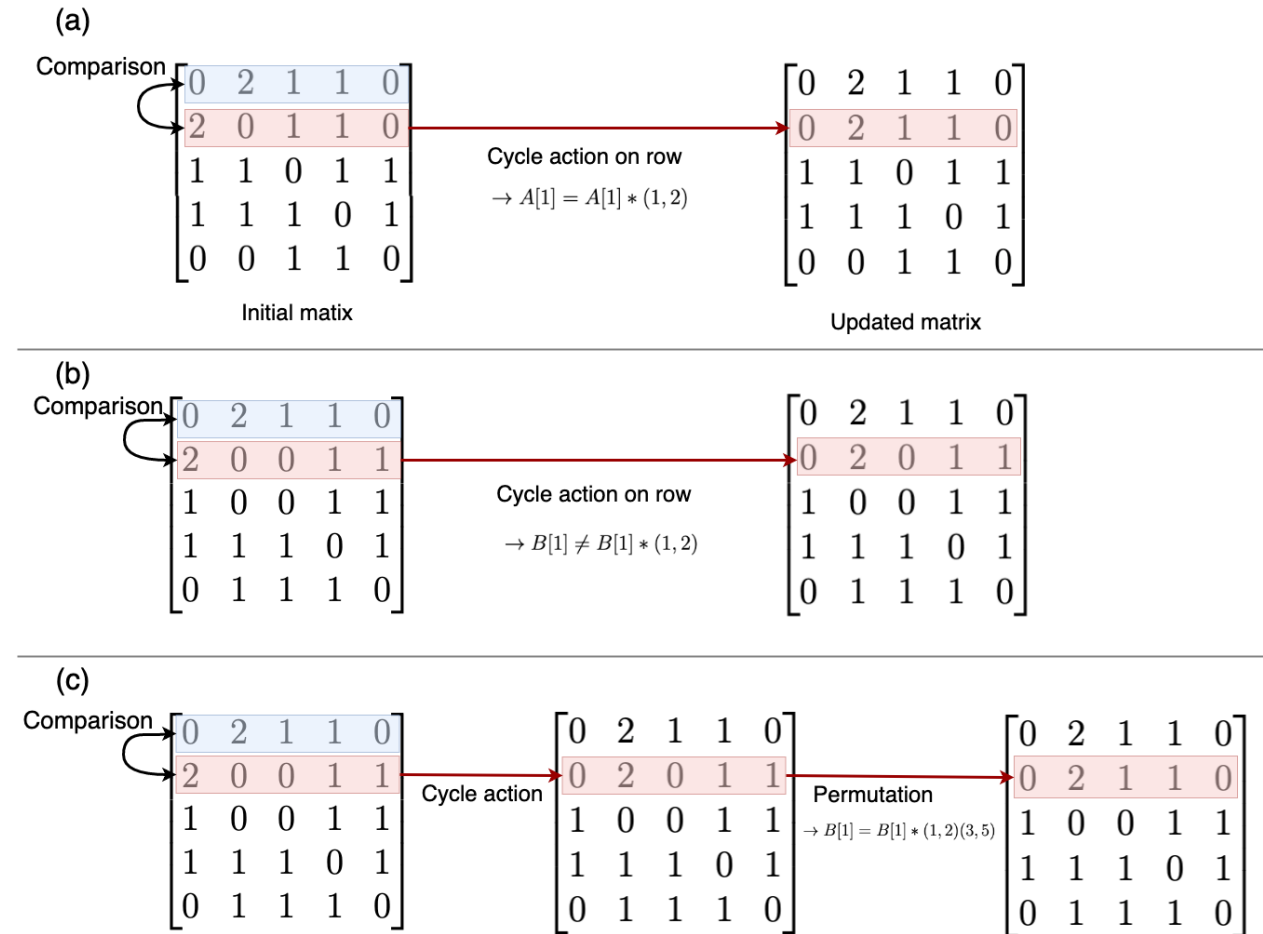 (a)
Comparison
0 2 1 1 0
2 0 1 1 0
1 1 0 1 1
1 1 1 0 1
0 0 1 1 0
Initial matix
Cycle action on row
→ A[1] = A[1] ∗ (1, 2)
0 2 1 1 0
0 2 1 1 0
1 1 0 1 1
1 1 1 0 1
0 0 1 1 0
Updated matrix
(b)
Comparison
0 2 1 1 0
2 0 0 1 1
1 0 0 1 1
1 1 1 0 1
0 1 1 1 0
Cycle action on row
→ B[1] ≠ B[1] ∗ (1, 2)
0 2 1 1 0
0 2 0 1 1
1 0 0 1 1
1 1 1 0 1
0 1 1 1 0
(c)
Comparison
0 2 1 1 0
2 0 0 1 1
1 0 0 1 1
1 1 1 0 1
0 1 1 1 0
Cycle action
0 2 1 1 0
0 2 0 1 1
1 0 0 1 1
1 1 1 0 1
0 1 1 1 0
Permutation
→ B[1] = B[1] ∗ (1, 2)(3, 5)
0 2 1 1 0
0 2 1 1 0
1 0 0 1 1
1 1 1 0 1
0 1 1 1 0